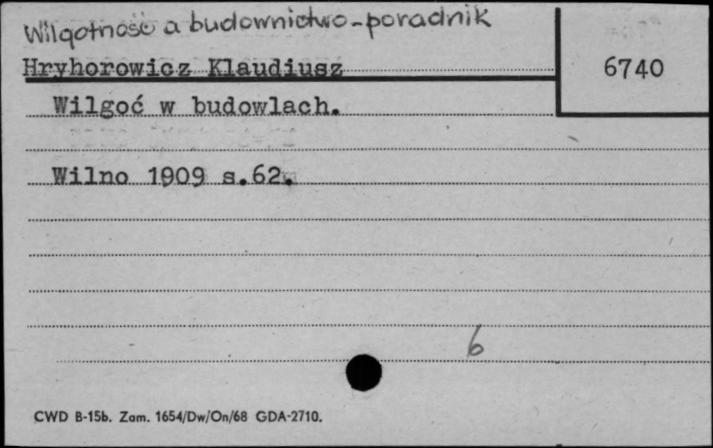 Wilgotność a budownictwo-poradnik
Hryhorowicz Klaudiusz
6740
Wilgoć w budowlach.
Wilno 1909 s.62.
6
CWD B-15b. Zam. 1654/Dw/On/68 GDA-2710.